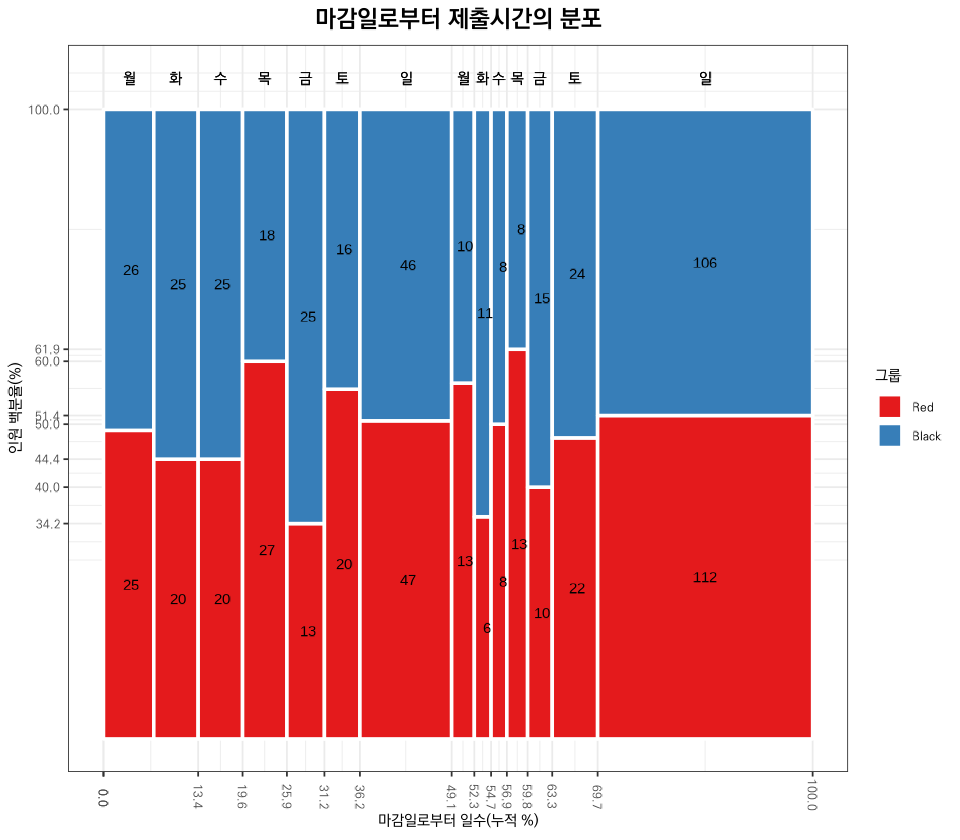 마감일로부터 제출시간의 분포
월 화 수 목 금 토 일 월 화 수 목 금 토 일
100.0
61.9
60.0
51.4
50.0
44.4
40.0
34.2
인원 백분율(%)
26 25 25 18 25 16 46 10 11 8 8 15 24 106
25 20 20 27 13 20 47 13 6 8 13 10 22 112
0.0 13.4 19.6 25.9 31.2 36.2 49.1 52.3 54.7 56.9 59.8 63.3 69.7 100.0
마감일로부터 일수(누적 %)
그룹
Red
Black